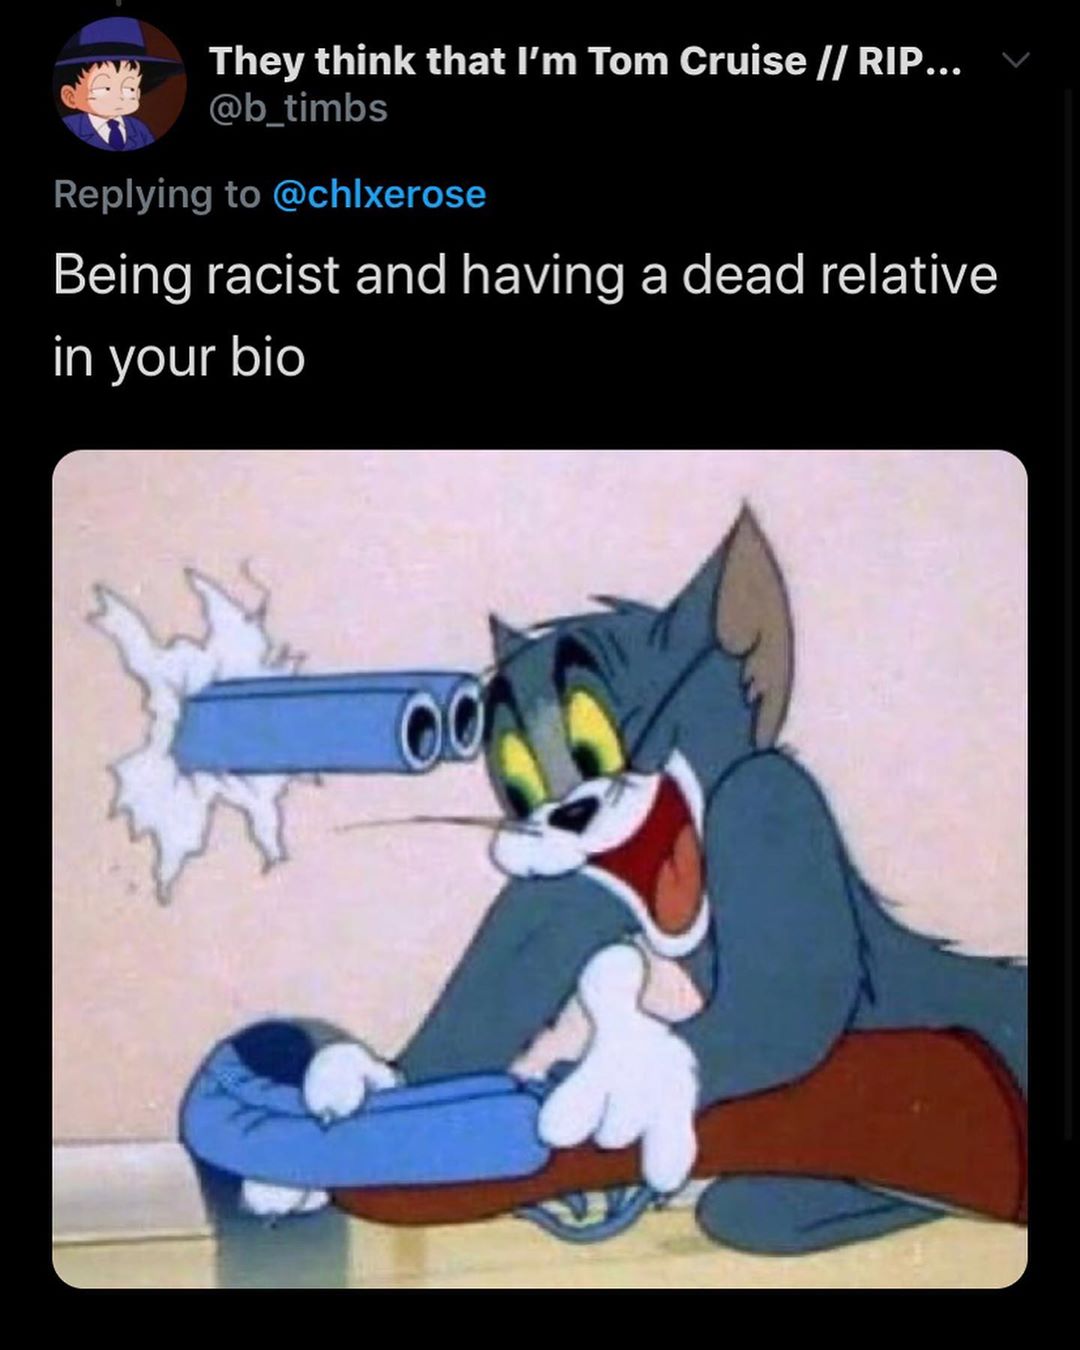 They think that I’m Tom Cruise // RIP...
@b_timbs
Replying to @chlxerose
Being racist and having a dead relative
in your bio